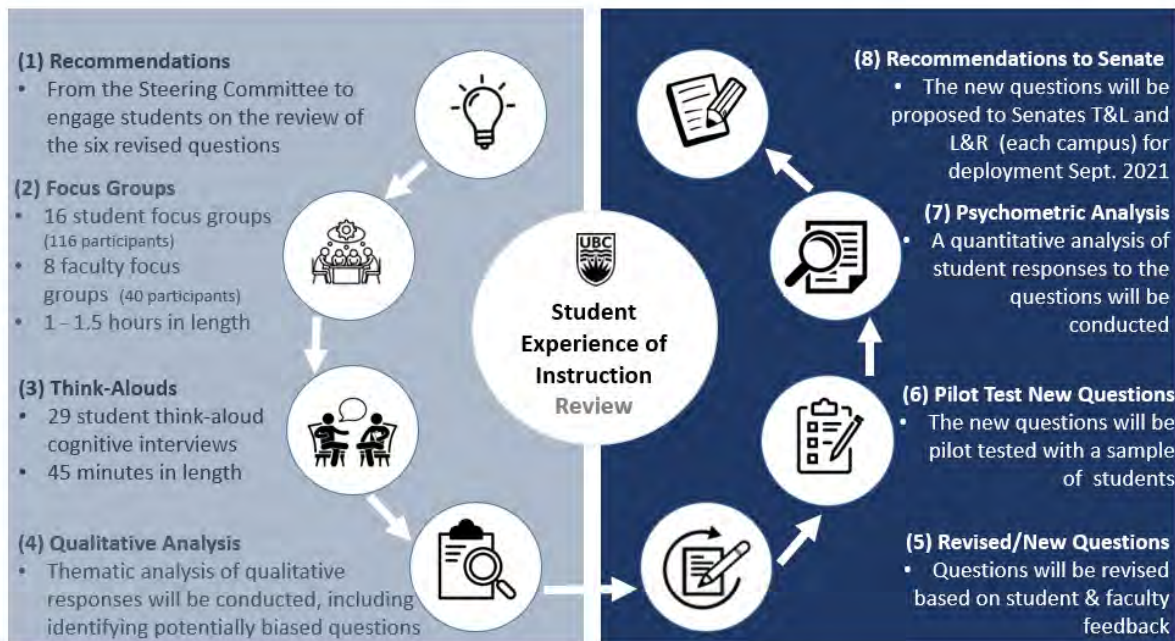 (1) Recommendations
• From the Steering Committee to
engage students on the review of
the six revised questions
(2) Focus Groups
• 16 student focus groups
(116 participants)
• 8 faculty focus
groups (40 participants)
• 1 – 1.5 hours in length
(3) Think-Alouds
• 29 student think-aloud
cognitive interviews
• 45 minutes in length
(4) Qualitative Analysis
• Thematic analysis of qualitative
responses will be conducted, including
identifying potentially biased questions
UBC
Student
Experience of
Instruction
Review
(8) Recommendations to Senate
• The new questions will be
proposed to Senates T&L and
L&R (each campus) for
deployment Sept. 2021
(7) Psychometric Analysis
• A quantitative analysis of
student responses to the
questions will be
conducted
(6) Pilot Test New Questions
• The new questions will be
pilot tested with a sample
of students
(5) Revised/New Questions
• Questions will be revised
based on student & faculty
feedback